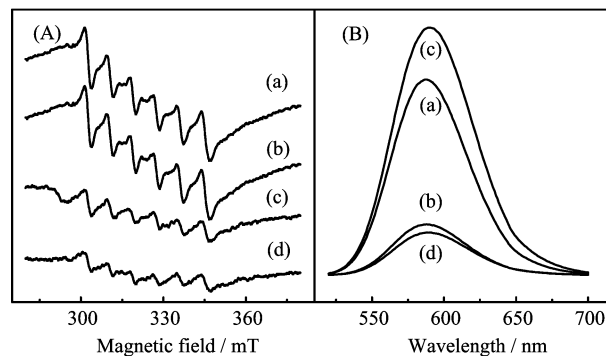 (A)
(a)
(b)
(c)
(d)
300 330 360
Magnetic field / mT
(B)
(c)
(a)
(b)
(d)
550 600 650 700
Wavelength / nm